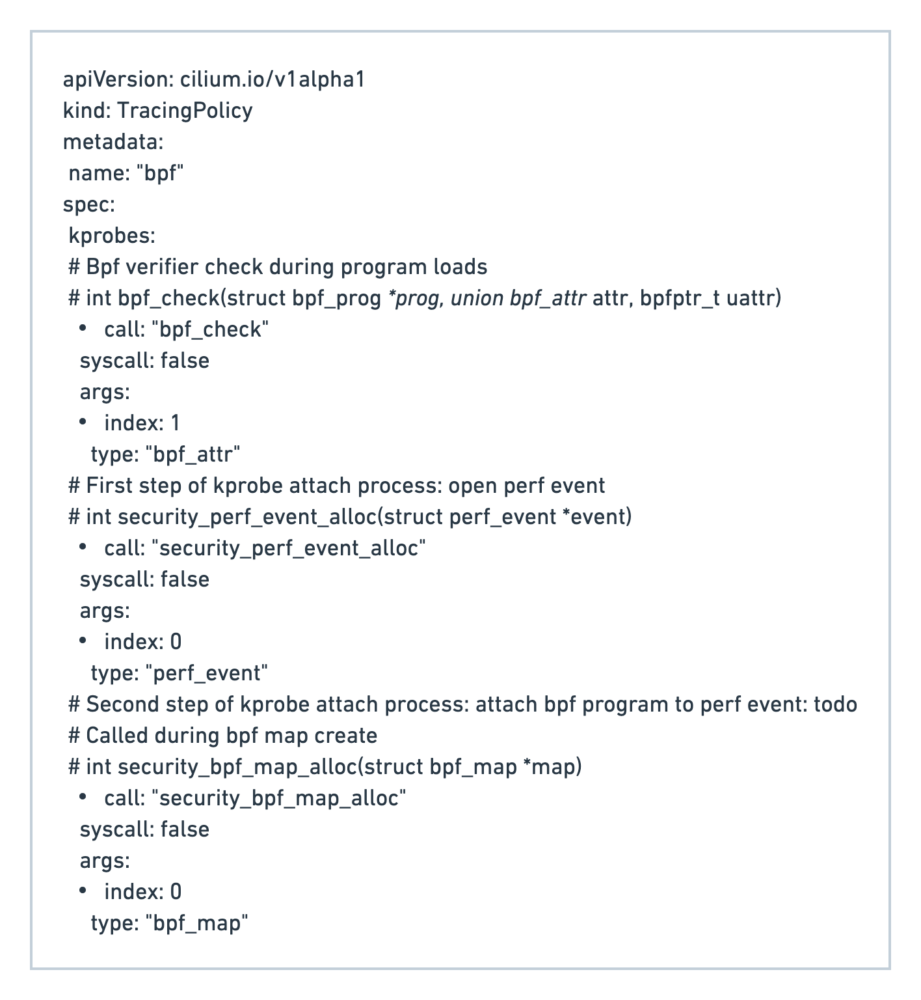 apiVersion: cilium.io/v1alpha1
kind: TracingPolicy
metadata:
 name: "bpf"
spec:
 kprobes:
 # Bpf verifier check during program loads
 # int bpf_check(struct bpf_prog *prog, union bpf_attr attr, bpfptr_t uattr)
  • call: "bpf_check"
  syscall: false
  args:
  • index: 1
    type: "bpf_attr"
 # First step of kprobe attach process: open perf event
 # int security_perf_event_alloc(struct perf_event *event)
  • call: "security_perf_event_alloc"
  syscall: false
  args:
  • index: 0
    type: "perf_event"
 # Second step of kprobe attach process: attach bpf program to perf event: todo
 # Called during bpf map create
 # int security_bpf_map_alloc(struct bpf_map *map)
  • call: "security_bpf_map_alloc"
  syscall: false
  args:
  • index: 0
    type: "bpf_map"